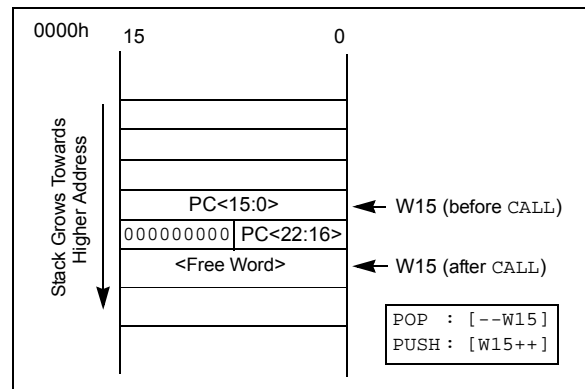 0000h
15 0
Stack Grows Towards
Higher Address
PC<15:0>
W15 (before CALL)
000000000 PC<22:16>
<Free Word>
W15 (after CALL)
POP : [--W15]
PUSH : [W15++]